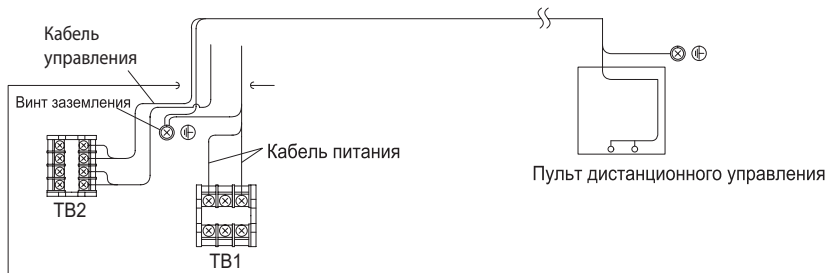 Кабель
управления
Винт заземления
Кабель питания
Пульт дистанционного управления
TB2
TB1